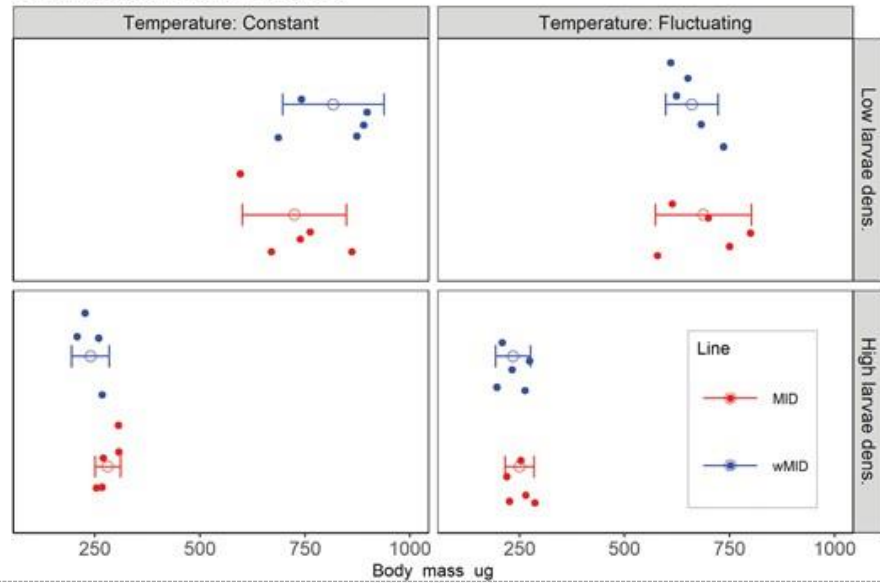 Temperature: Constant
Temperature: Fluctuating
Low larvae dens.
High larvae dens.
Line
MID
wMID
250
500
750
1000
250
500
750
1000
Body mass ug